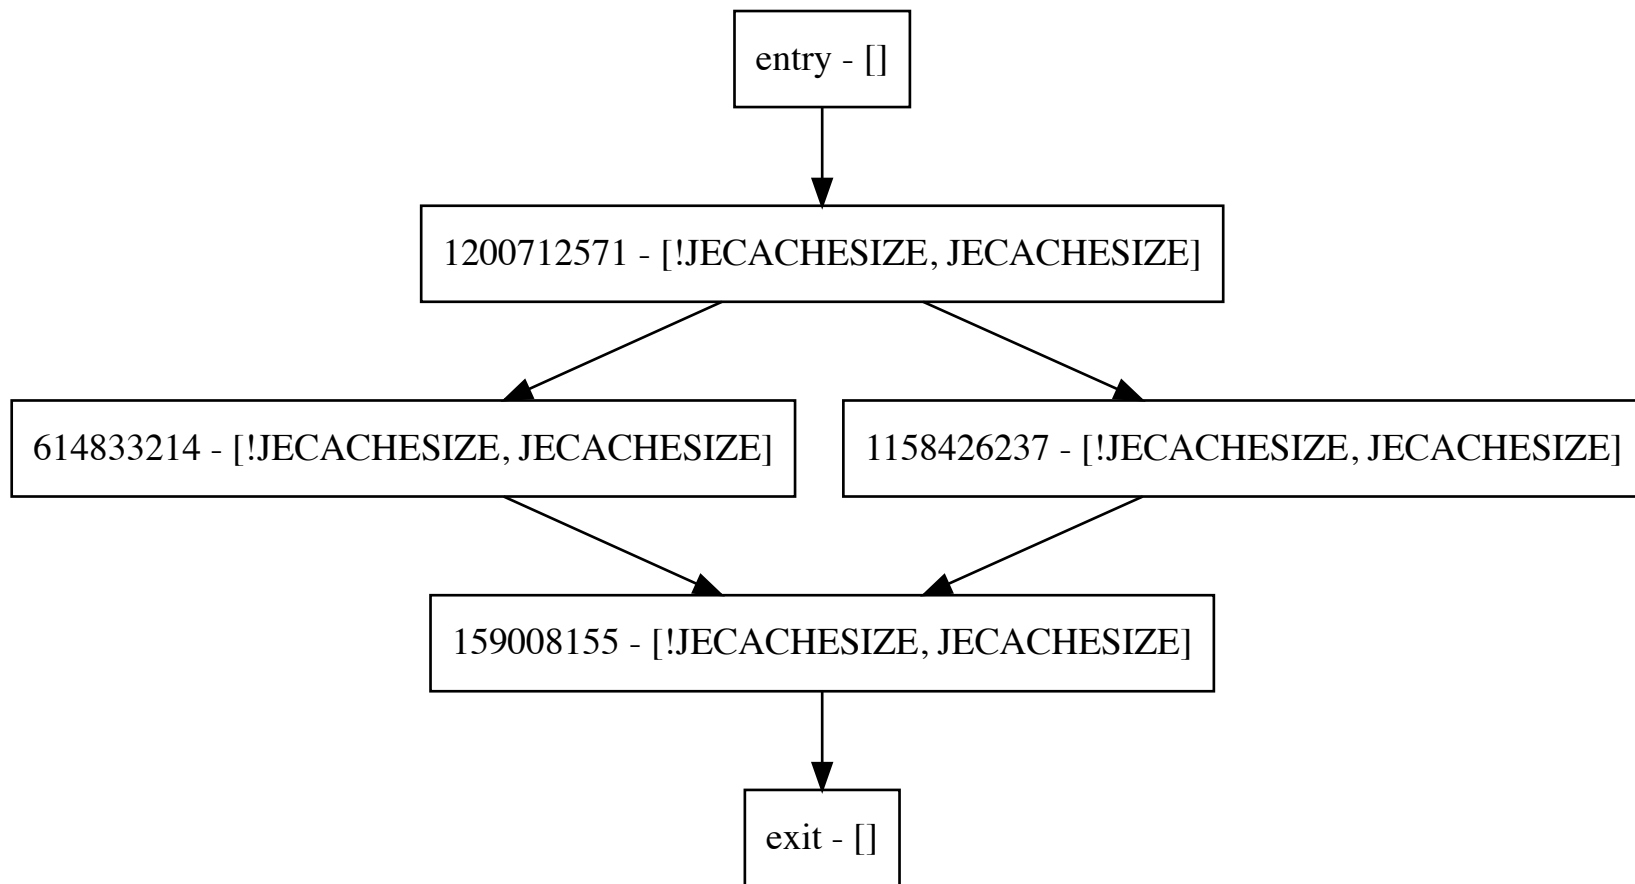 entry - []
1200712571 - [!JECACHESIZE, JECACHESIZE]
614833214 - [!JECACHESIZE, JECACHESIZE]
1158426237 - [!JECACHESIZE, JECACHESIZE]
159008155 - [!JECACHESIZE, JECACHESIZE]
exit - []